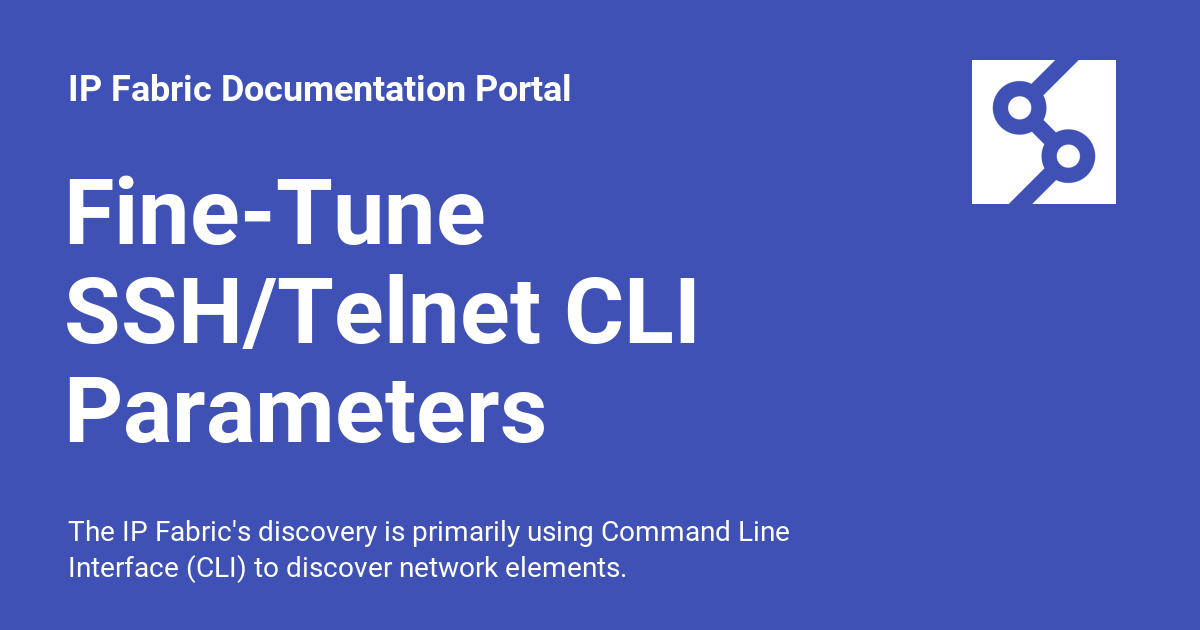 IP Fabric Documentation Portal
Fine-Tune
SSH/Telnet CLI
Parameters
The IP Fabric's discovery is primarily using Command Line
Interface (CLI) to discover network elements.